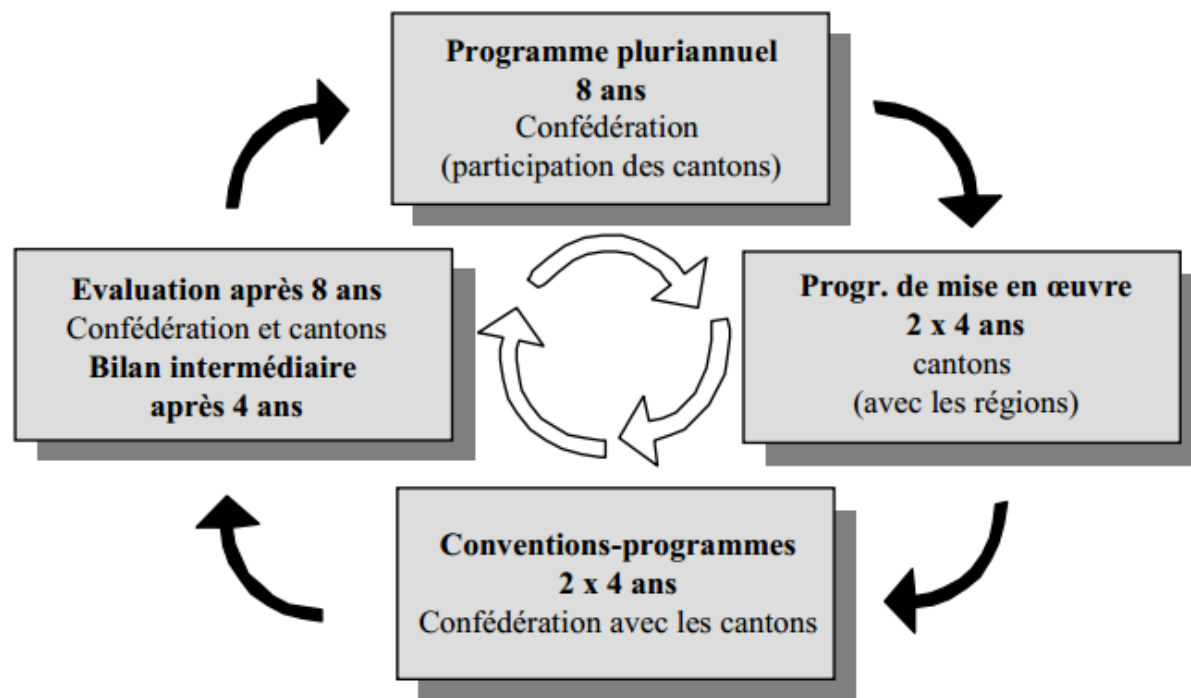 Programme pluriannuel
8 ans
Confédération
(participation des cantons)
Progr. de mise en œuvre
2 x 4 ans
cantons
(avec les régions)
Conventions-programmes
2 x 4 ans
Confédération avec les cantons
Evaluation après 8 ans
Confédération et cantons
Bilan intermédiaire
après 4 ans